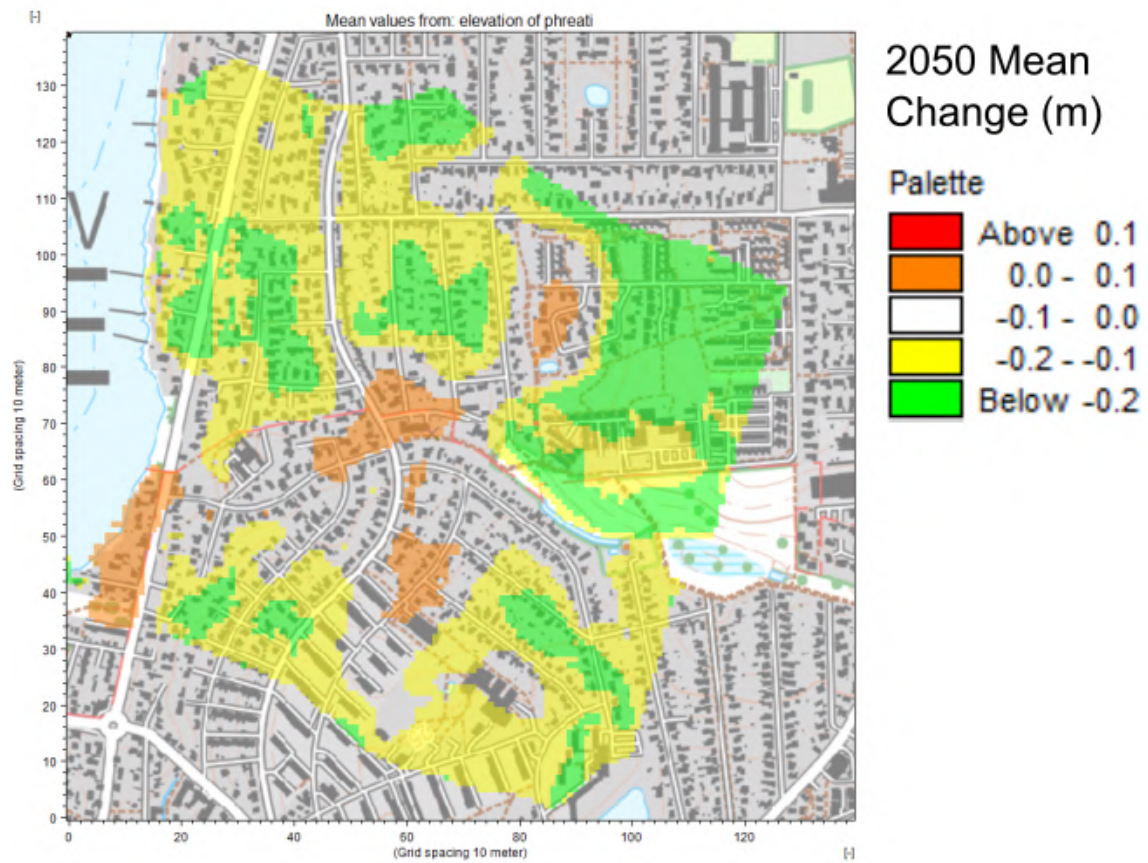 [-]
Mean values from: elevation of phreati
2050 Mean
Change (m)
Palette
Above 0.1
0.0 - 0.1
-0.1 - 0.0
-0.2 - -0.1
Below -0.2
130
120
110
100
90
80
70
60
50
40
30
20
10
0
(Grid spacing 10 meter)
V
0 20 40 60 80 100 120
(Grid spacing 10 meter)
[-]